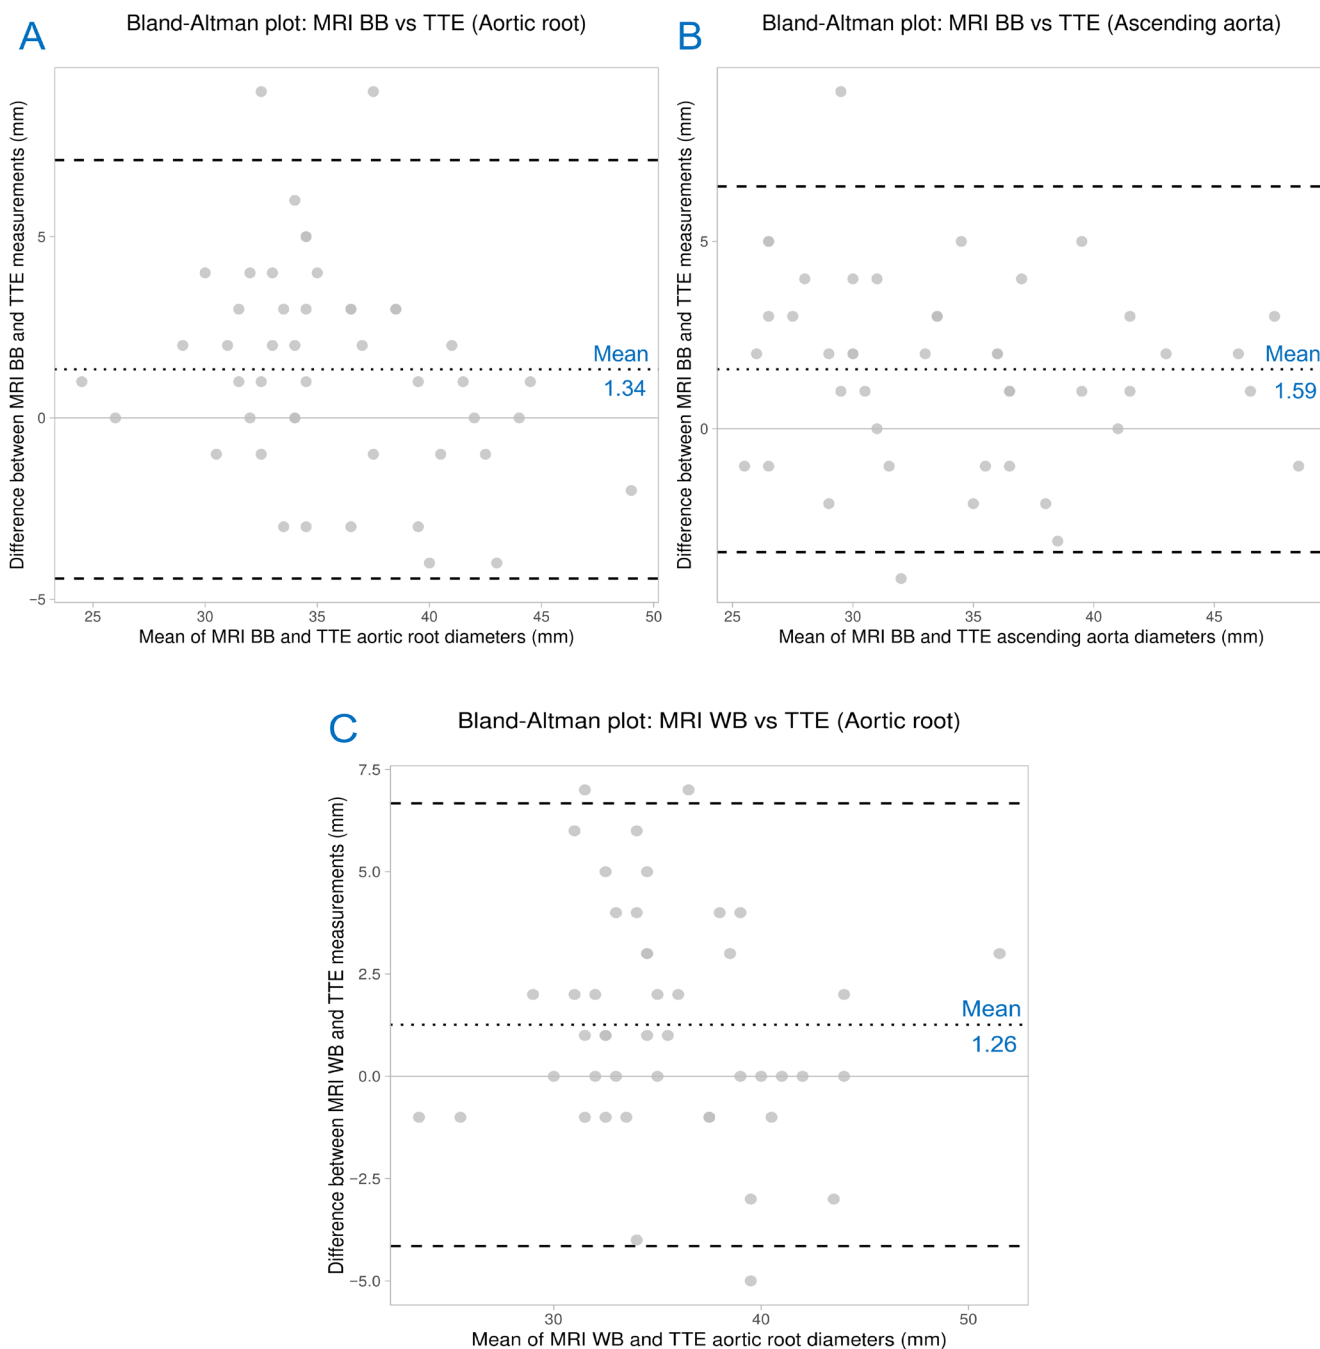 A
Bland-Altman plot: MRI BB vs TTE (Aortic root)
Difference between MRI BB and TTE measurements (mm)
5
0
−5
Mean
1.34
25 30 35 40 45 50
Mean of MRI BB and TTE aortic root diameters (mm)
B
Bland-Altman plot: MRI BB vs TTE (Ascending aorta)
Difference between MRI BB and TTE measurements (mm)
5
0
Mean
1.59
25 30 35 40 45
Mean of MRI BB and TTE ascending aorta diameters (mm)
C
Bland-Altman plot: MRI WB vs TTE (Aortic root)
Difference between MRI WB and TTE measurements (mm)
7.5
5.0
2.5
0.0
−2.5
−5.0
Mean
1.26
30 40 50
Mean of MRI WB and TTE aortic root diameters (mm)